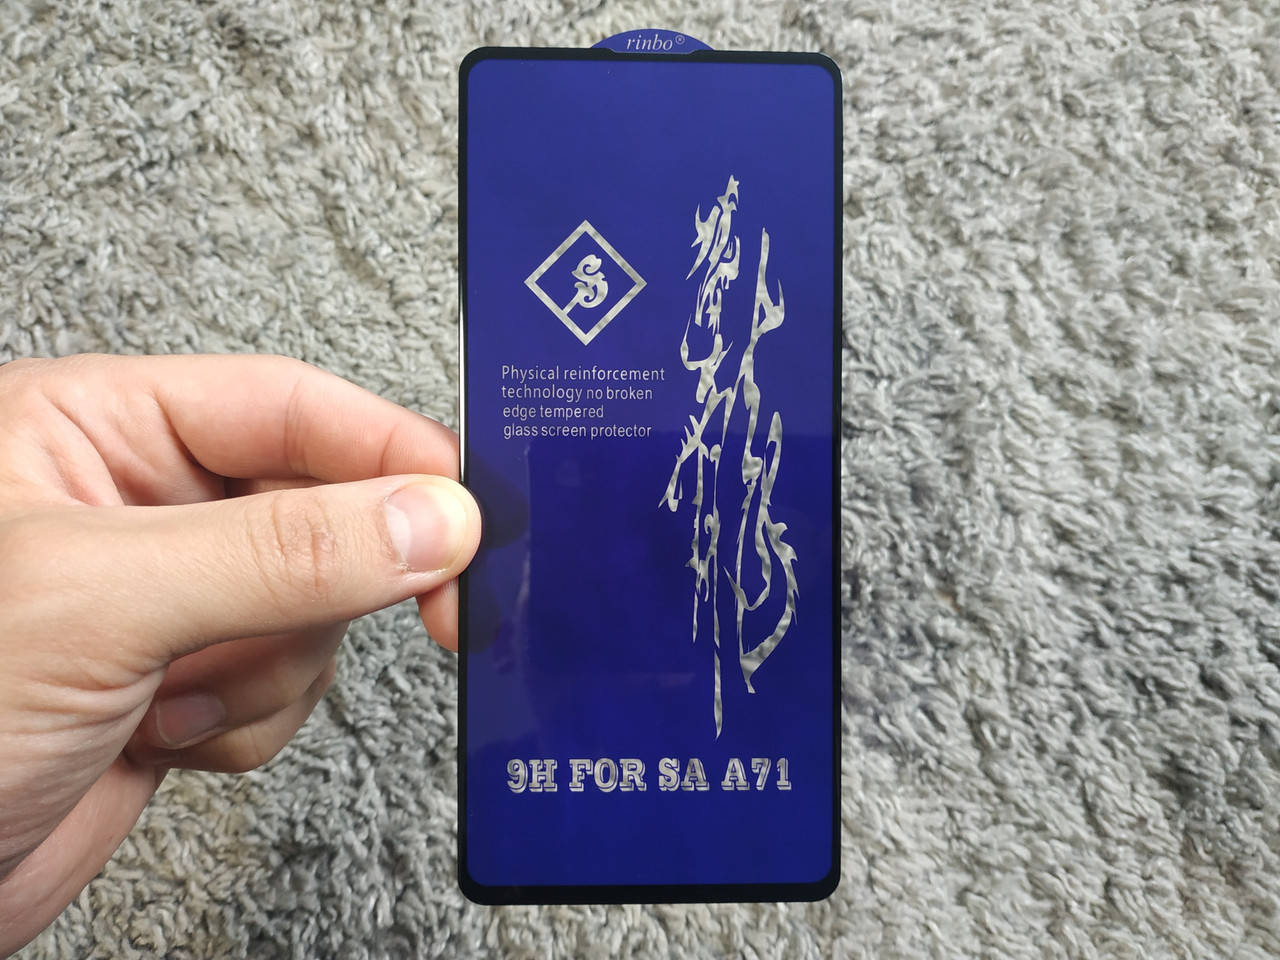 rinbo®
Physical reinforcement
technology no broken
edge tempered
glass screen protector
9H FOR SA A71